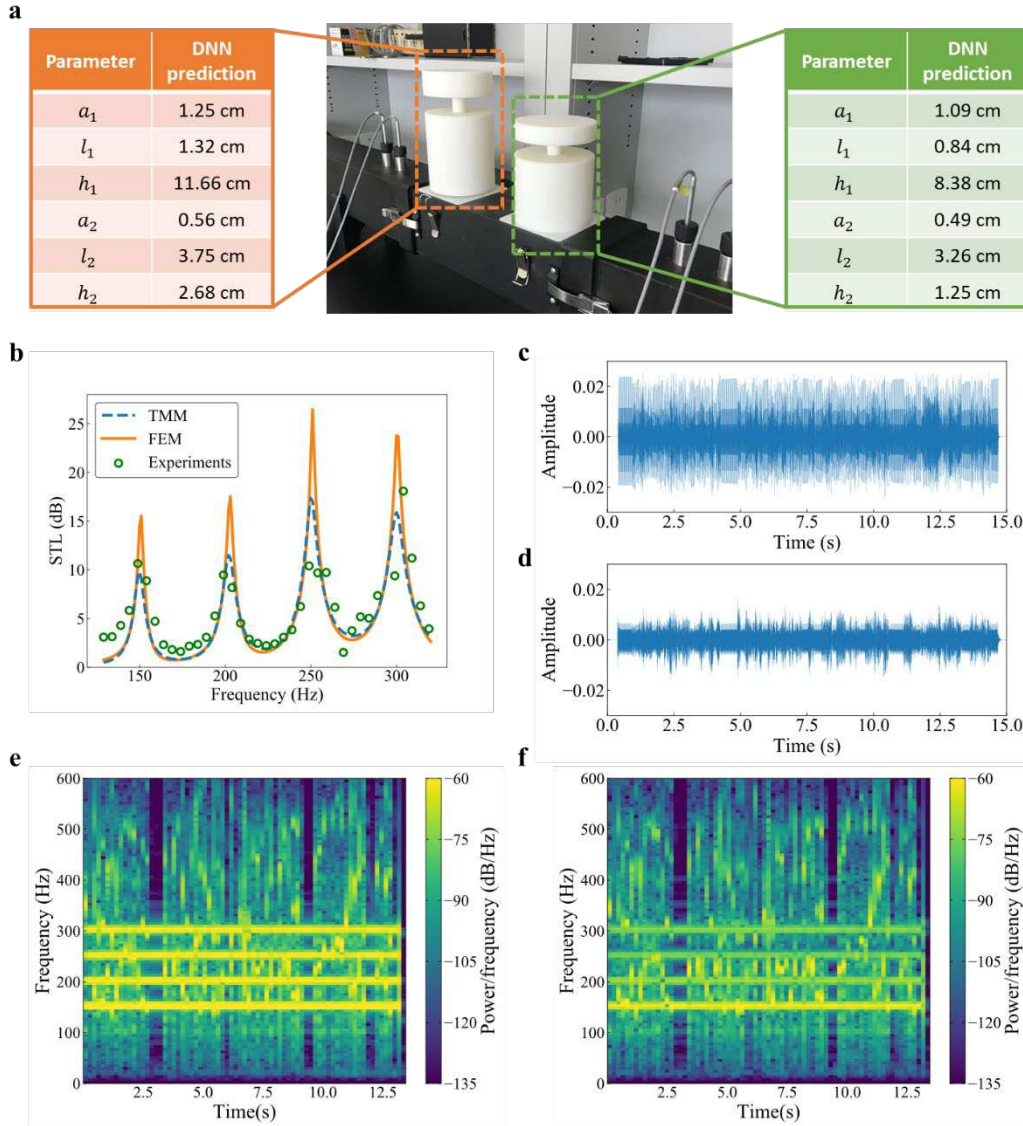 a
Parameter DNN prediction
a₁ 1.25 cm
l₁ 1.32 cm
h₁ 11.66 cm
a₂ 0.56 cm
l₂ 3.75 cm
h₂ 2.68 cm
Parameter DNN prediction
a₁ 1.09 cm
l₁ 0.84 cm
h₁ 8.38 cm
a₂ 0.49 cm
l₂ 3.26 cm
h₂ 1.25 cm
b
TMM
FEM
Experiments
STL (dB)
25
20
15
10
5
0
150 200 250 300
Frequency (Hz)
c
Amplitude
0.02
0.00
−0.02
0.0 2.5 5.0 7.5 10.0 12.5 15.0
Time (s)
d
Amplitude
0.02
0.00
−0.02
0.0 2.5 5.0 7.5 10.0 12.5 15.0
Time (s)
e
Frequency (Hz)
600
500
400
300
200
100
0
2.5 5.0 7.5 10.0 12.5
Time(s)
−60
−75
−90
−105
−120
−135
Power/frequency (dB/Hz)
f
Frequency (Hz)
600
500
400
300
200
100
0
2.5 5.0 7.5 10.0 12.5
Time(s)
−60
−75
−90
−105
−120
−135
Power/frequency (dB/Hz)